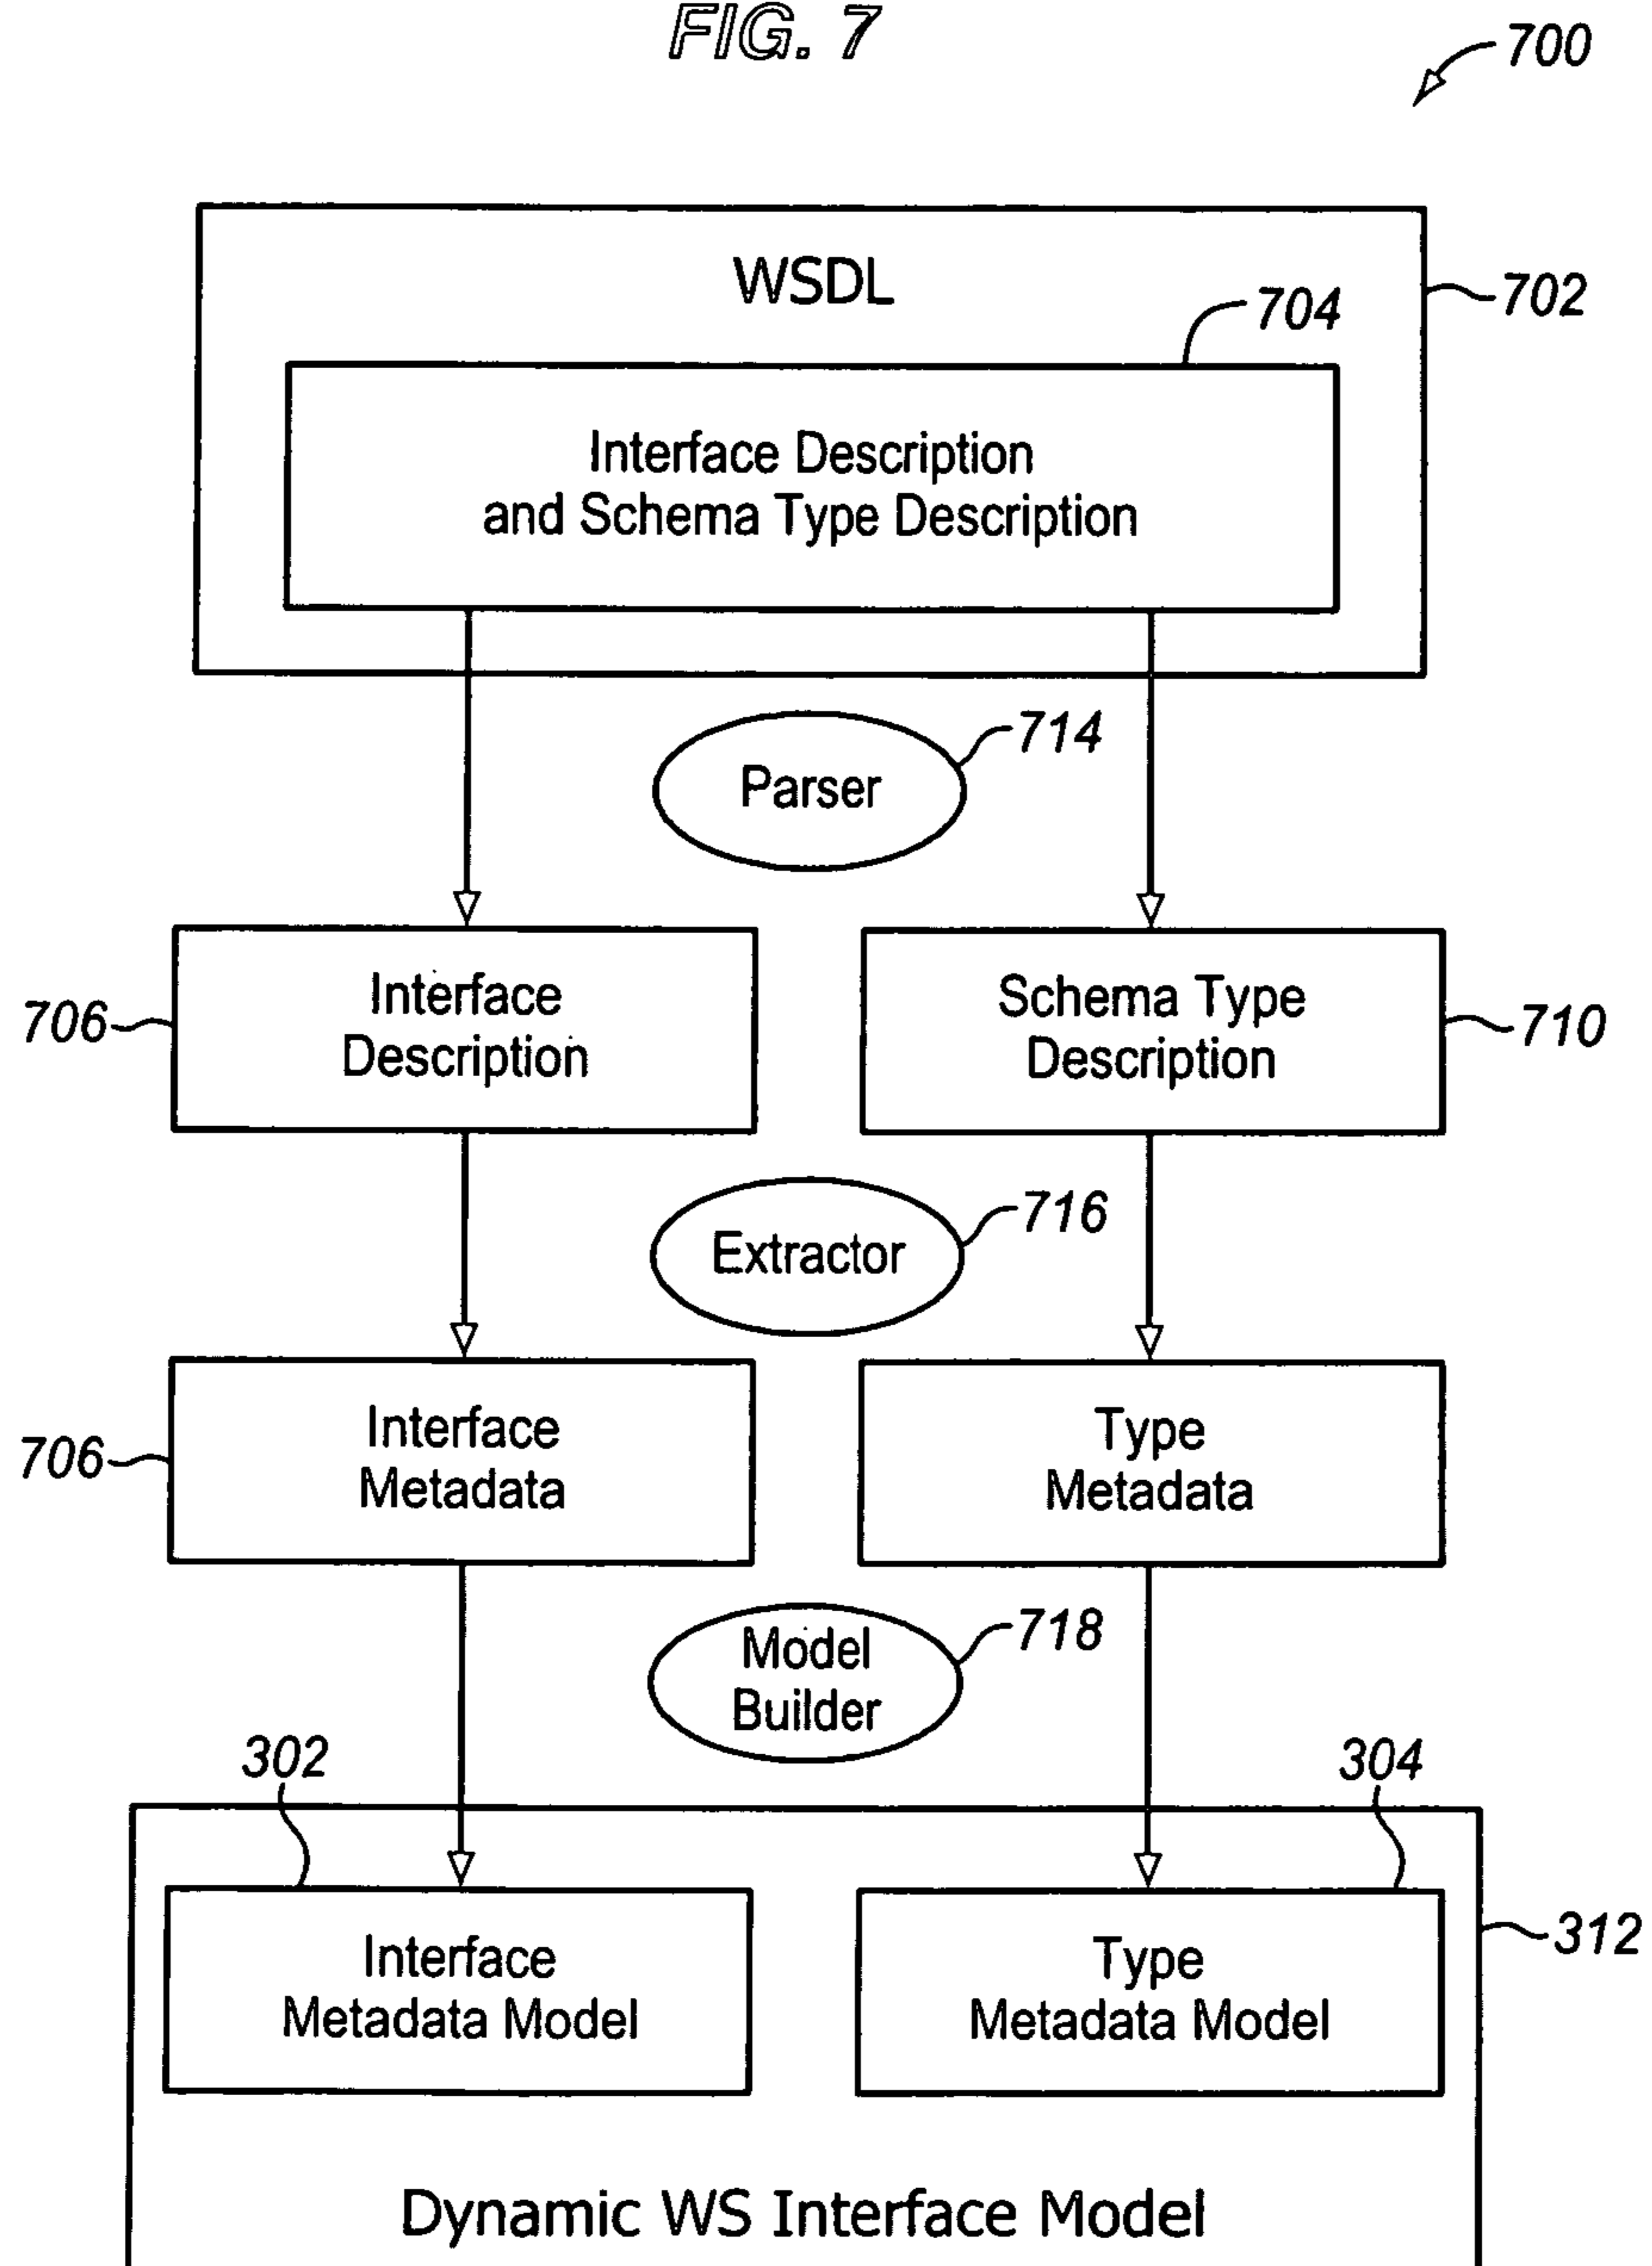 FIG. 7
700
WSDL
702
704
Interface Description
and Schema Type Description
714
Parser
706
Interface
Description
Schema Type
Description
710
716
Extractor
706
Interface
Metadata
Type
Metadata
718
Model
Builder
302
304
Interface
Metadata Model
Type
Metadata Model
312
Dynamic WS Interface Model